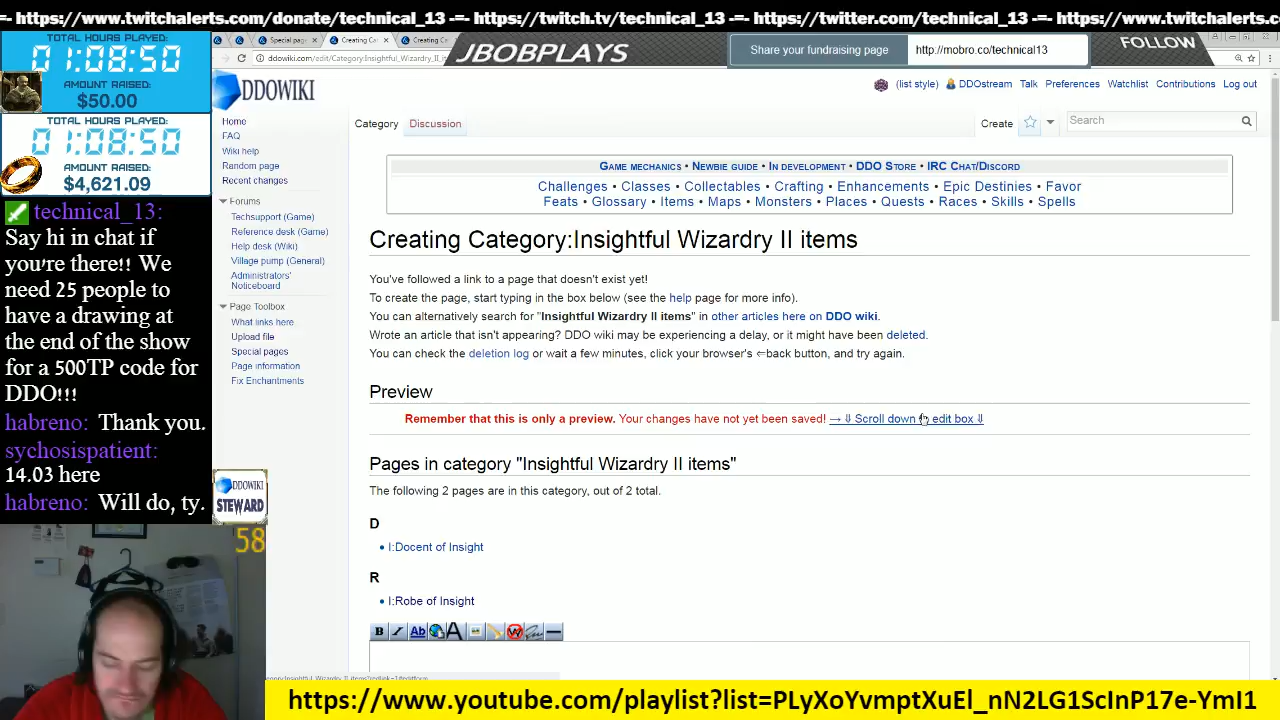 - https://www.twitchalerts.com/donate/technical_13 -=- https://twitch.tv/technical_13 -=- https://twitter.com/technical_13 -=- https://www.twitchalerts.c
TOTAL HOURS PLAYED:
01:08:50
AMOUNT RAISED:
$50.00
TOTAL HOURS PLAYED:
01:08:50
AMOUNT RAISED:
$4,621.09
technical_13:
Say hi in chat if
you're there!! We
need 25 people to
have a drawing at
the end of the show
for a 500TP code for
DDO!!!
habreno: Thank you.
sychosispatient:
14.03 here
habreno: Will do, ty.
Special page
Creating Ca
Creating Ce
ddowiki.com/edit/Category:Insightful_Wizardry_II_it
JBOBPLAYS
Share your fundraising page
http://mobro.co/technical13
FOLLOW
DDOWIKI
(list style) DDOstream Talk Preferences Watchlist Contributions Log out
Home
FAQ
Wiki help
Random page
Recent changes
Forums
Techsupport (Game)
Reference desk (Game)
Help desk (Wiki)
Village pump (General)
Administrators'
Noticeboard
Page Toolbox
What links here
Upload file
Special pages
Page information
Fix Enchantments
Category Discussion
Create
Search
Game mechanics • Newbie guide • In development • DDO Store • IRC Chat/Discord
Challenges • Classes • Collectables • Crafting • Enhancements • Epic Destinies • Favor
Feats • Glossary • Items • Maps • Monsters • Places • Quests • Races • Skills • Spells
Creating Category:Insightful Wizardry II items
You've followed a link to a page that doesn't exist yet!
To create the page, start typing in the box below (see the help page for more info).
You can alternatively search for "Insightful Wizardry II items" in other articles here on DDO wiki.
Wrote an article that isn't appearing? DDO wiki may be experiencing a delay, or it might have been deleted.
You can check the deletion log or wait a few minutes, click your browser's ⇐back button, and try again.
Preview
Remember that this is only a preview. Your changes have not yet been saved! → ⇓ Scroll down to edit box ⇓
Pages in category "Insightful Wizardry II items"
The following 2 pages are in this category, out of 2 total.
D
• I:Docent of Insight
R
• I:Robe of Insight
B I Ab A W
DDOWIKI
STEWARD
58
https://www.youtube.com/playlist?list=PLyXoYvmptXuEl_nN2LG1ScInP17e-YmI1